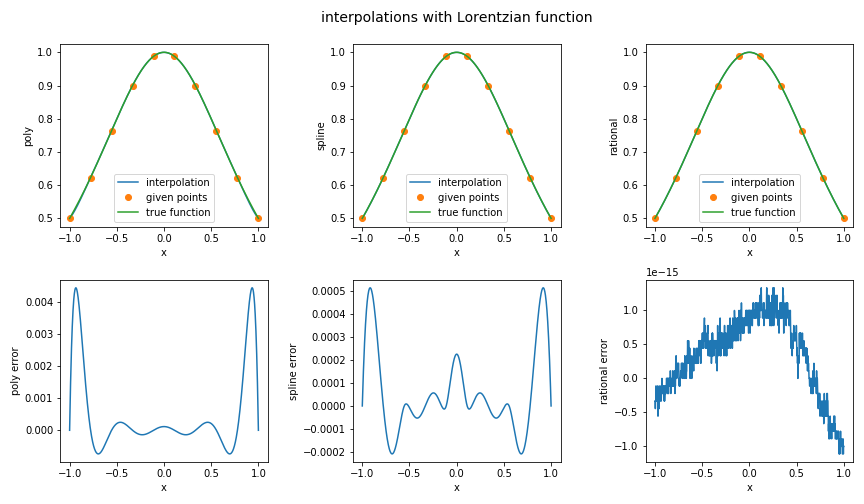 interpolations with Lorentzian function
1.0
0.9
0.8
0.7
0.6
0.5
poly
interpolation
given points
true function
−1.0 −0.5 0.0 0.5 1.0
x
1.0
0.9
0.8
0.7
0.6
0.5
spline
interpolation
given points
true function
−1.0 −0.5 0.0 0.5 1.0
x
1.0
0.9
0.8
0.7
0.6
0.5
rational
interpolation
given points
true function
−1.0 −0.5 0.0 0.5 1.0
x
0.004
0.003
0.002
0.001
0.000
poly error
−1.0 −0.5 0.0 0.5 1.0
x
0.0005
0.0004
0.0003
0.0002
0.0001
0.0000
−0.0001
−0.0002
spline error
−1.0 −0.5 0.0 0.5 1.0
x
1e−15
1.0
0.5
0.0
−0.5
−1.0
rational error
−1.0 −0.5 0.0 0.5 1.0
x